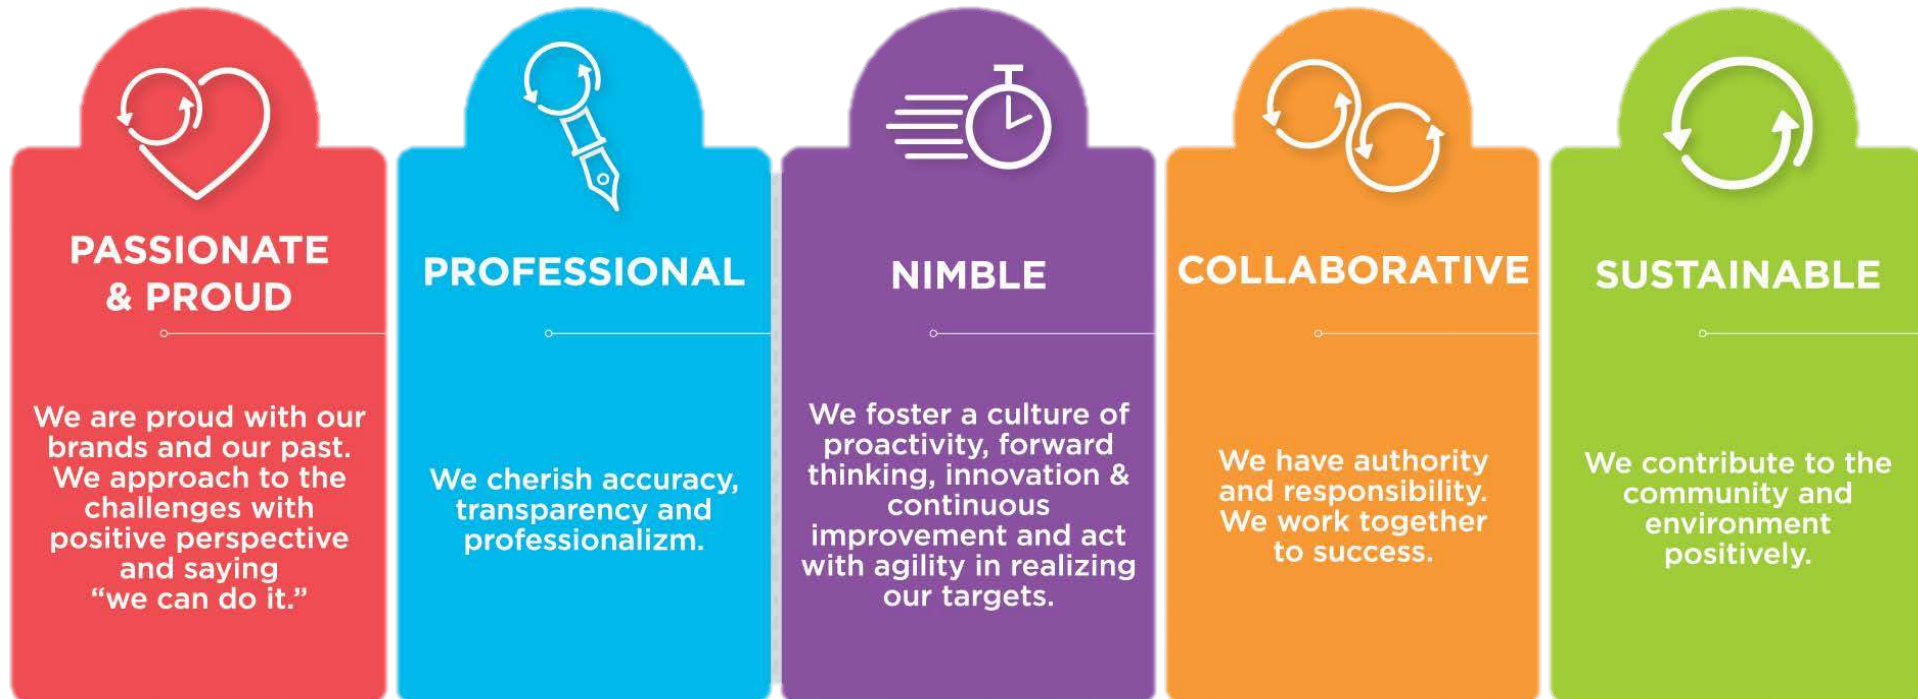 PASSIONATE
& PROUD
We are proud with our
brands and our past.
We approach to the
challenges with
positive perspective
and saying
“we can do it.”
PROFESSIONAL
We cherish accuracy,
transparency and
professionalizm.
NIMBLE
We foster a culture of
proactivity, forward
thinking, innovation &
continuous
improvement and act
with agility in realizing
our targets.
COLLABORATIVE
We have authority
and responsibility.
We work together
to success.
SUSTAINABLE
We contribute to the
community and
environment
positively.